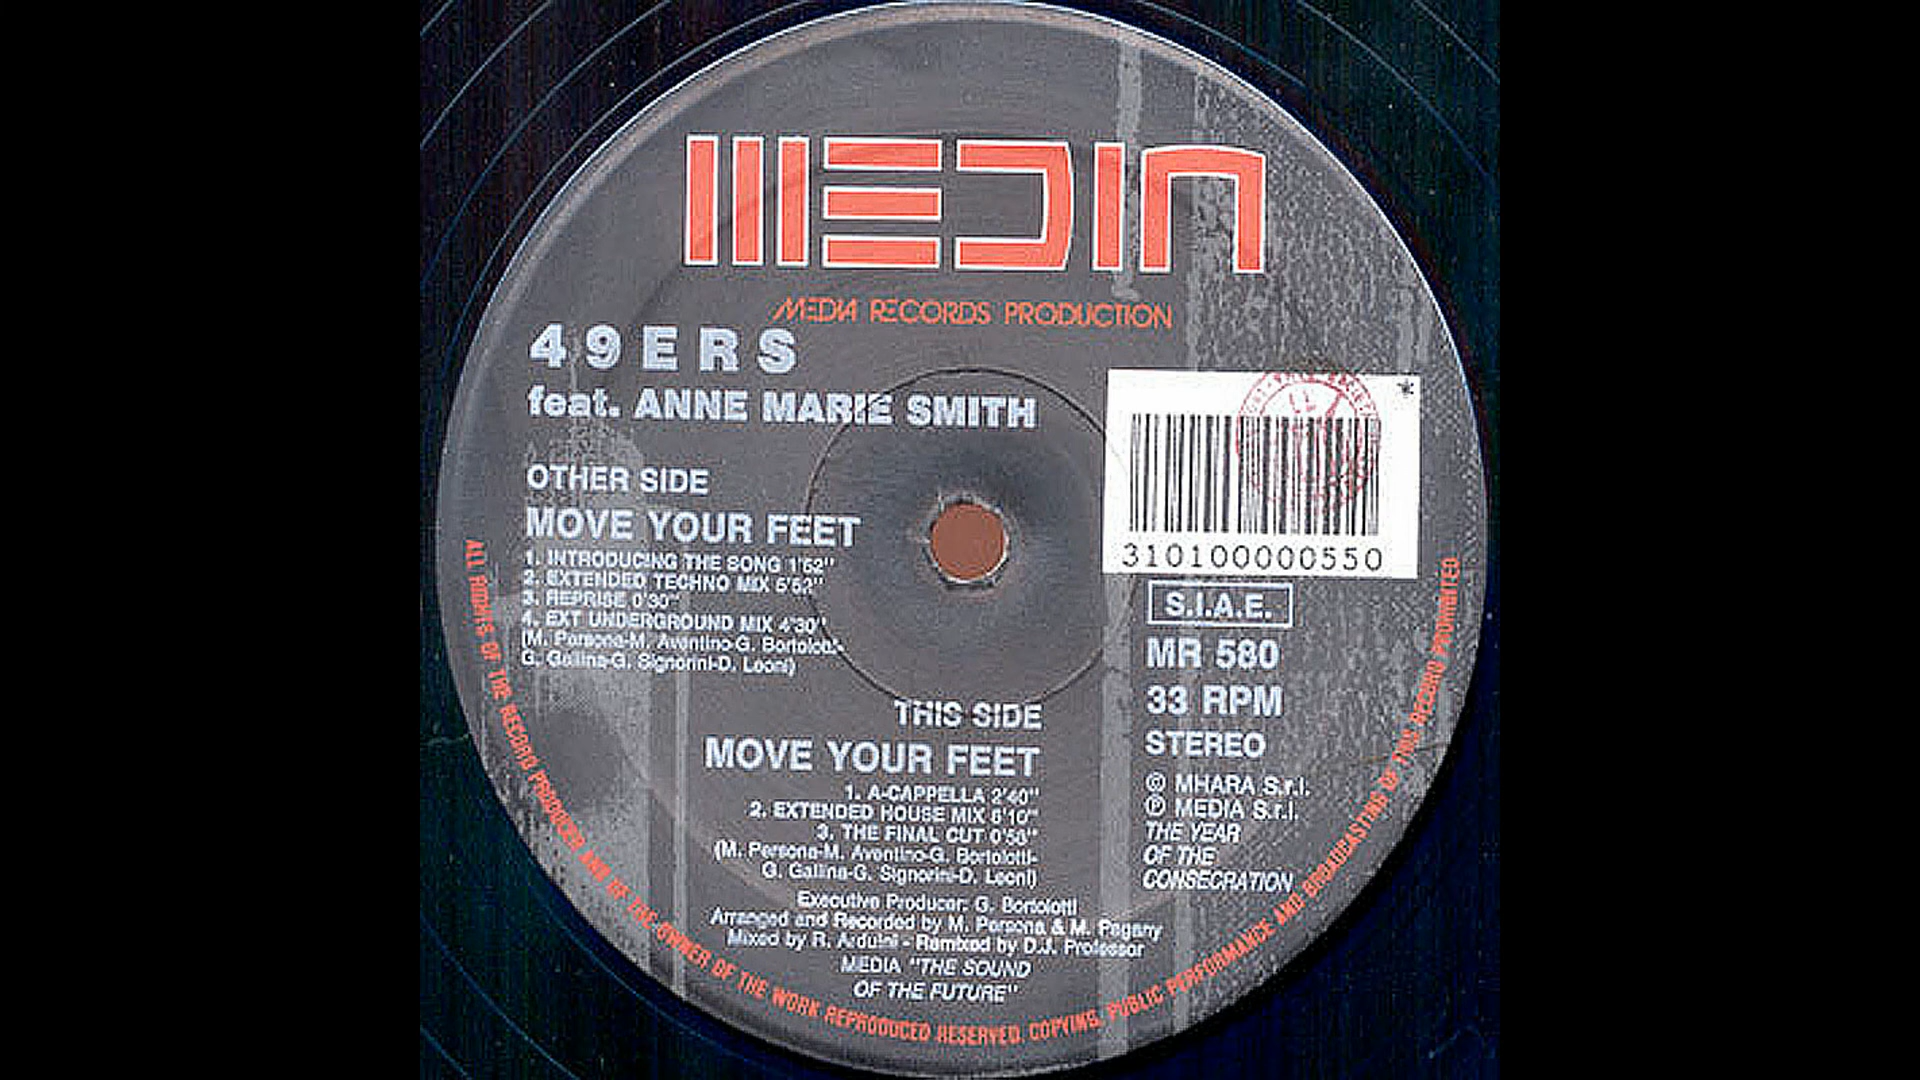 MEDIA
MEDIA RECORDS PRODUCTION
49ERS
feat. ANNE MARIE SMITH
OTHER SIDE
MOVE YOUR FEET
1. INTRODUCING THE SONG 1'52"
2. EXTENDED TECHNO MIX 5'52"
3. REPRISE 0'30"
4. EXT UNDERGROUND MIX 4'30"
(M. Persona-M. Aventino-G. Bortolotti-
G. Gallina-G. Signorini-D. Leoni)
THIS SIDE
MOVE YOUR FEET
1. A-CAPPELLA 2'40"
2. EXTENDED HOUSE MIX 6'10"
3. THE FINAL CUT 0'58"
(M. Persona-M. Aventino-G. Bortolotti-
G. Gallina-G. Signorini-D. Leoni)
Executive Producer: G. Bortolotti
Arranged and Recorded by M. Persona & M. Pagany
Mixed by R. Arduini - Remixed by D.J. Professor
MEDIA "THE SOUND
OF THE FUTURE"
*
310100000550
S.I.A.E.
MR 580
33 RPM
STEREO
© MHARA S.r.l.
℗ MEDIA S.r.l.
THE YEAR
OF THE
CONSECRATION
ALL RIGHTS OF THE RECORD PRODUCER AND OF THE OWNER OF THE WORK REPRODUCED RESERVED. COPYING, PUBLIC PERFORMANCE AND BROADCASTING OF THIS RECORD PROHIBITED